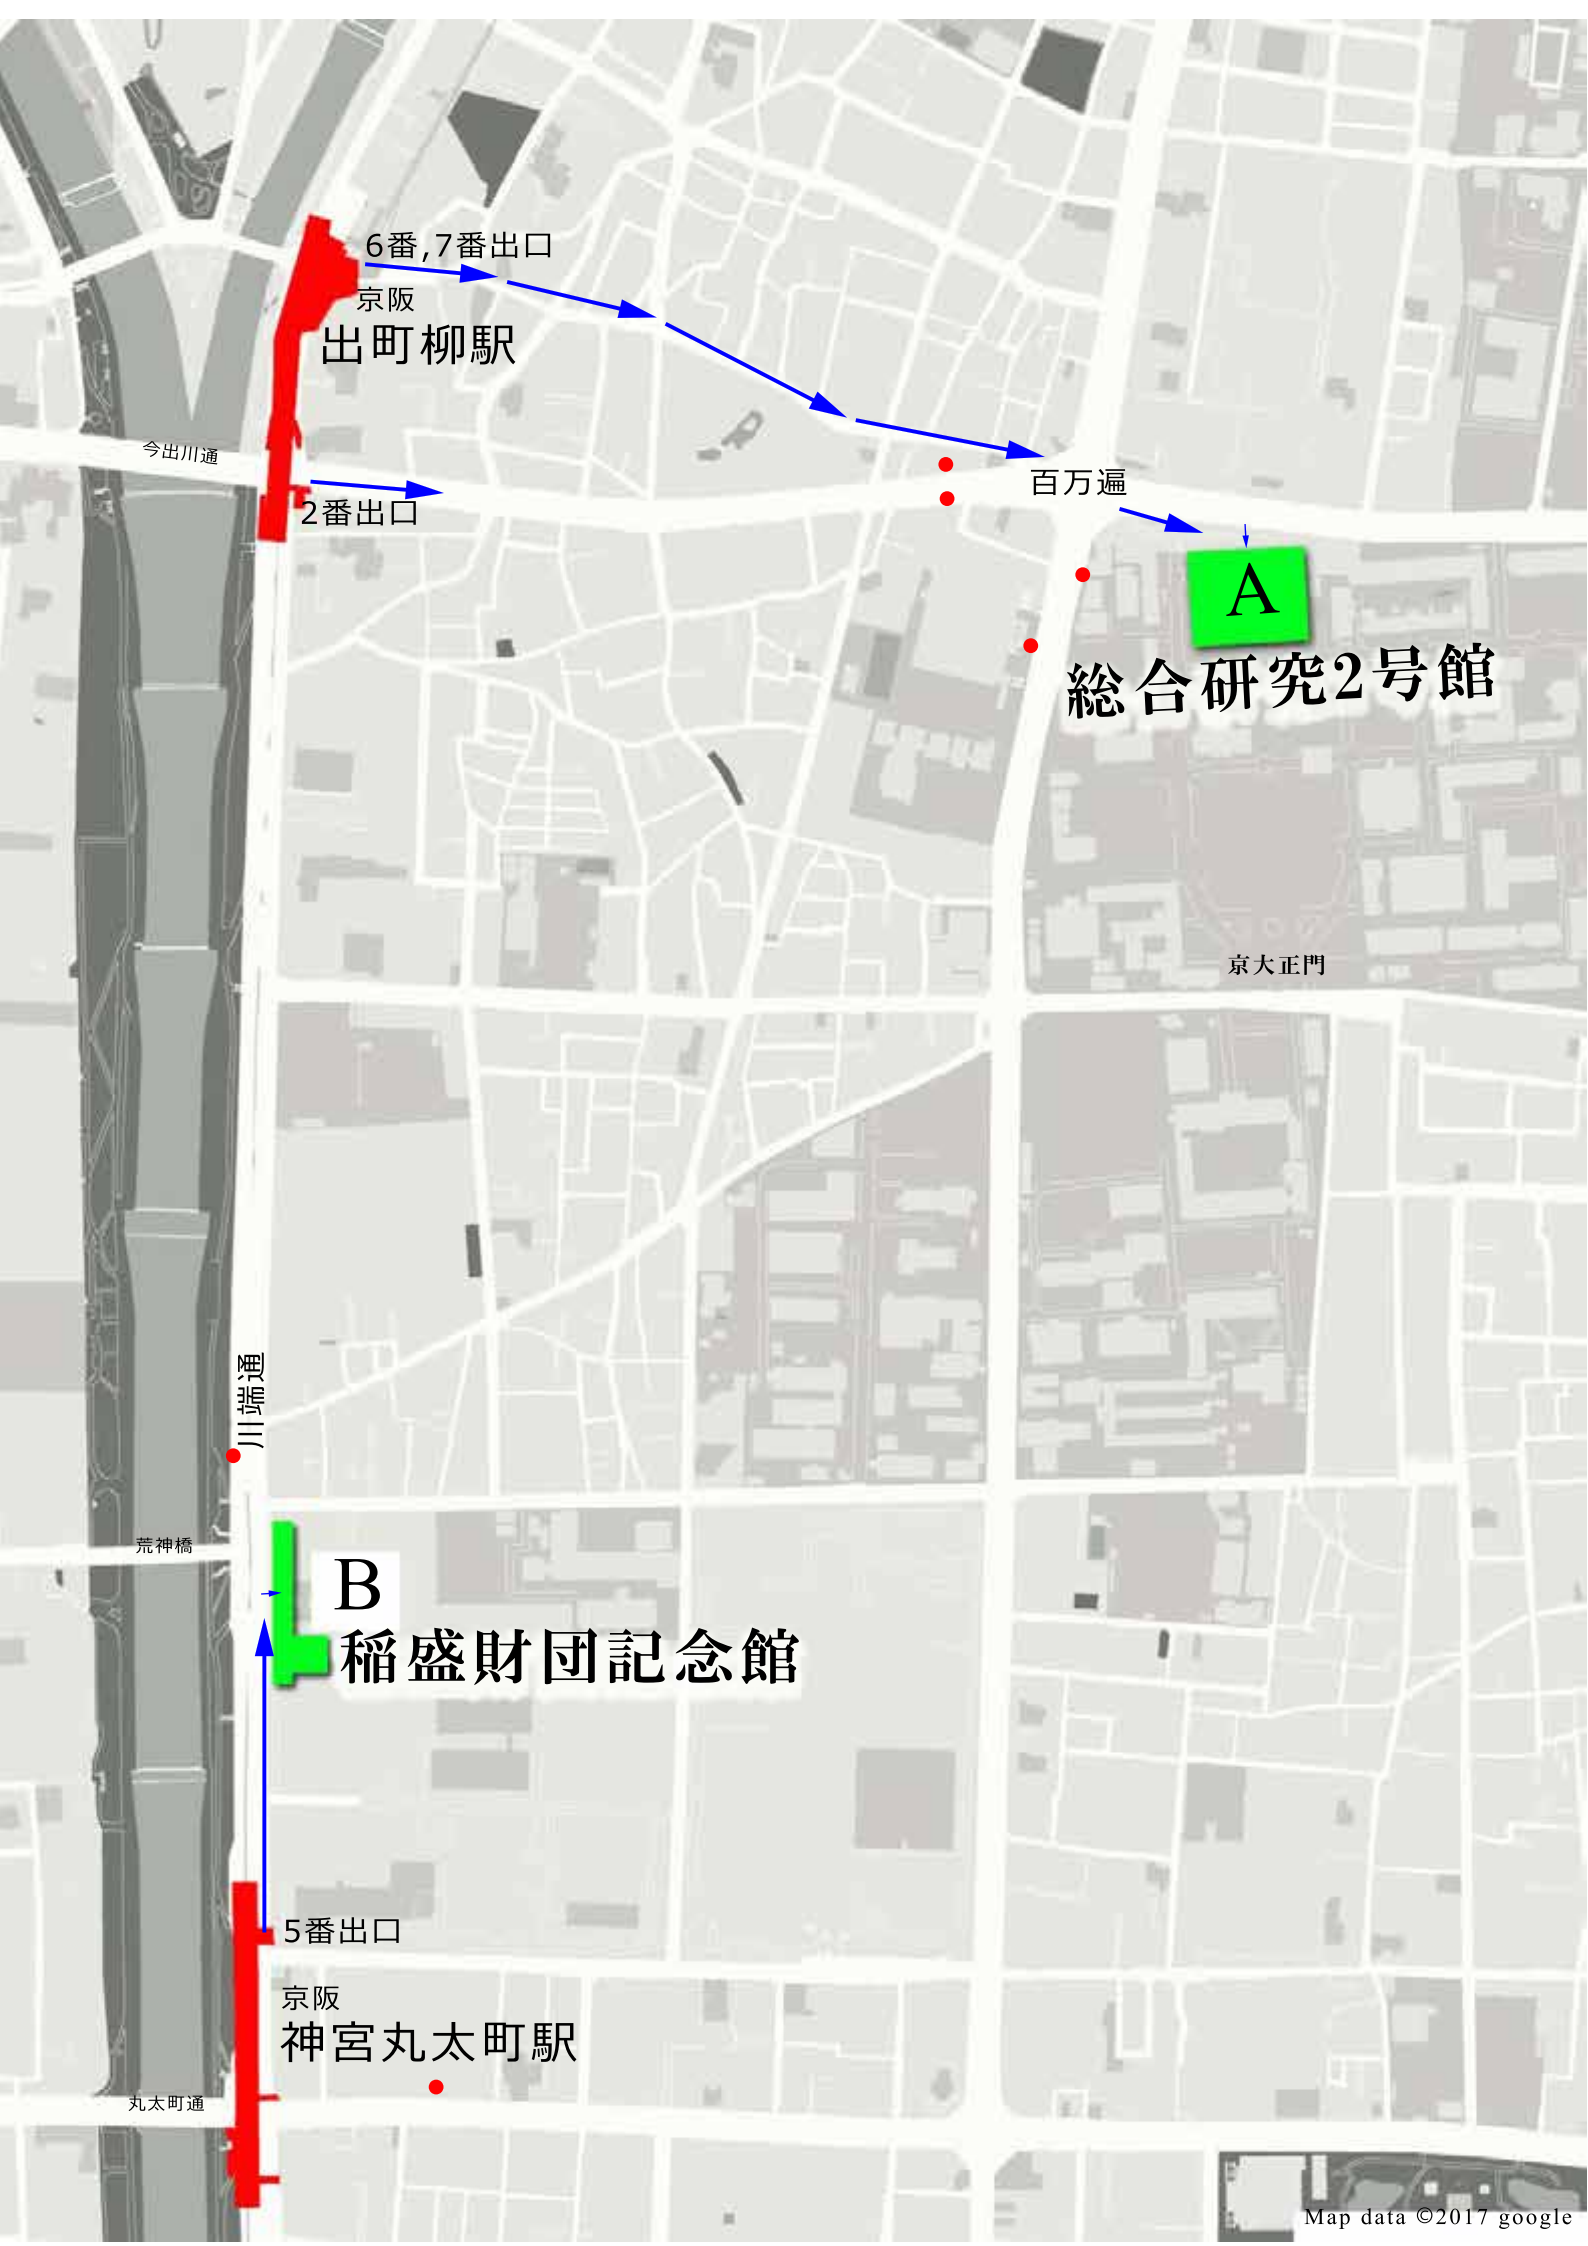 6番,7番出口
京阪
出町柳駅
今出川通
百万遍
2番出口
A
総合研究2号館
京大正門
川端通
荒神橋
B
稲盛財団記念館
5番出口
京阪
神宮丸太町駅
丸太町通
Map data ©2017 google